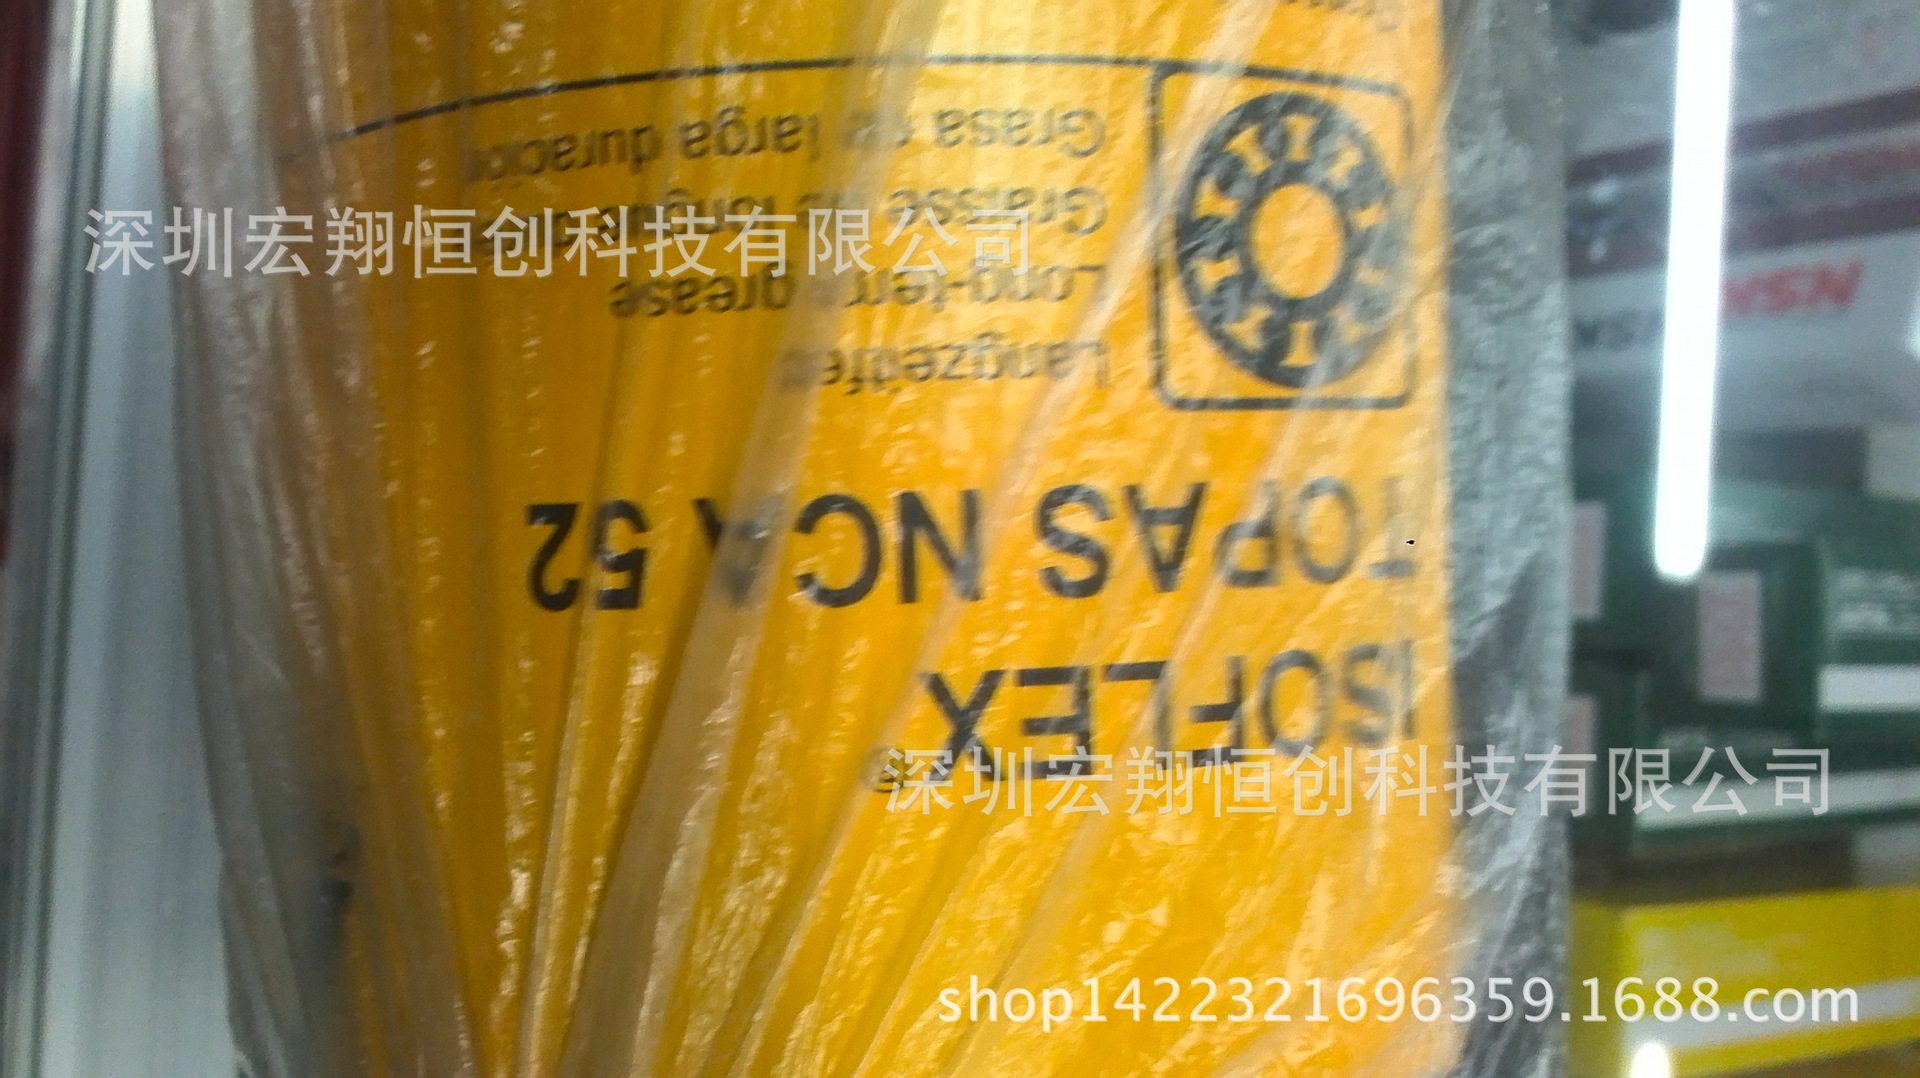 ISOFLEX
TOPAS NCA 52
Langzeitfett
Long-term grease
Graisse de longue durée
Grasa de larga duración
深圳宏翔恒创科技有限公司
深圳宏翔恒创科技有限公司
shop1422321696359.1688.com
NSK